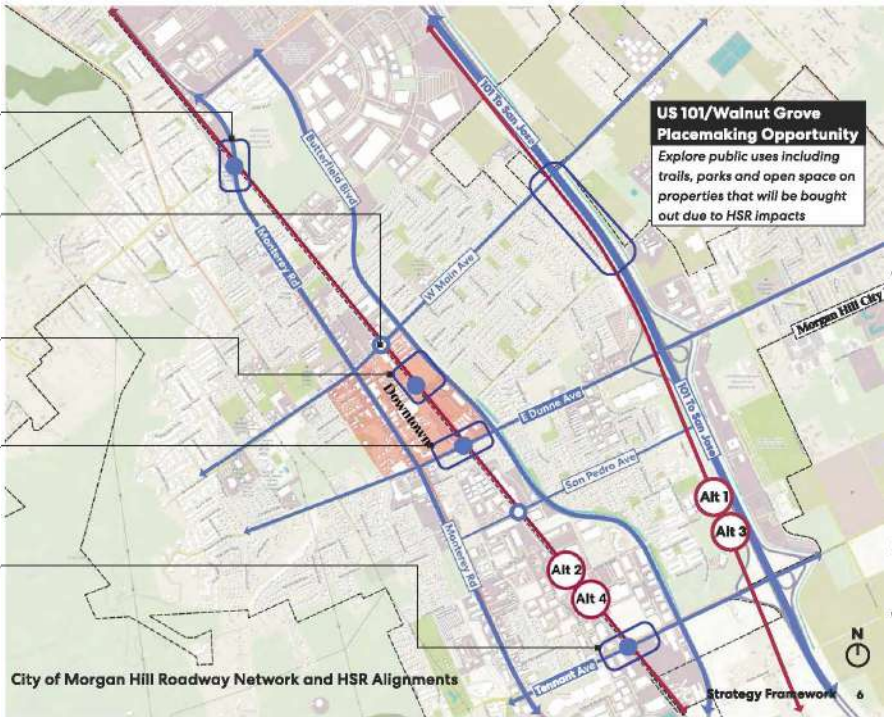 101 To San Jose
US 101/Walnut Grove
Placemaking Opportunity
Explore public uses including
trails, parks and open space on
properties that will be bought
out due to HSR impacts
Butterfield Blvd
Monterey Rd
W Main Ave
Morgan Hill City
Downtown
E Dunne Ave
101 To San Jose
San Pedro Ave
Alt 1
Alt 3
Monterey Rd
Alt 2
Alt 4
Tennant Ave
N
City of Morgan Hill Roadway Network and HSR Alignments
Strategy Framework 6